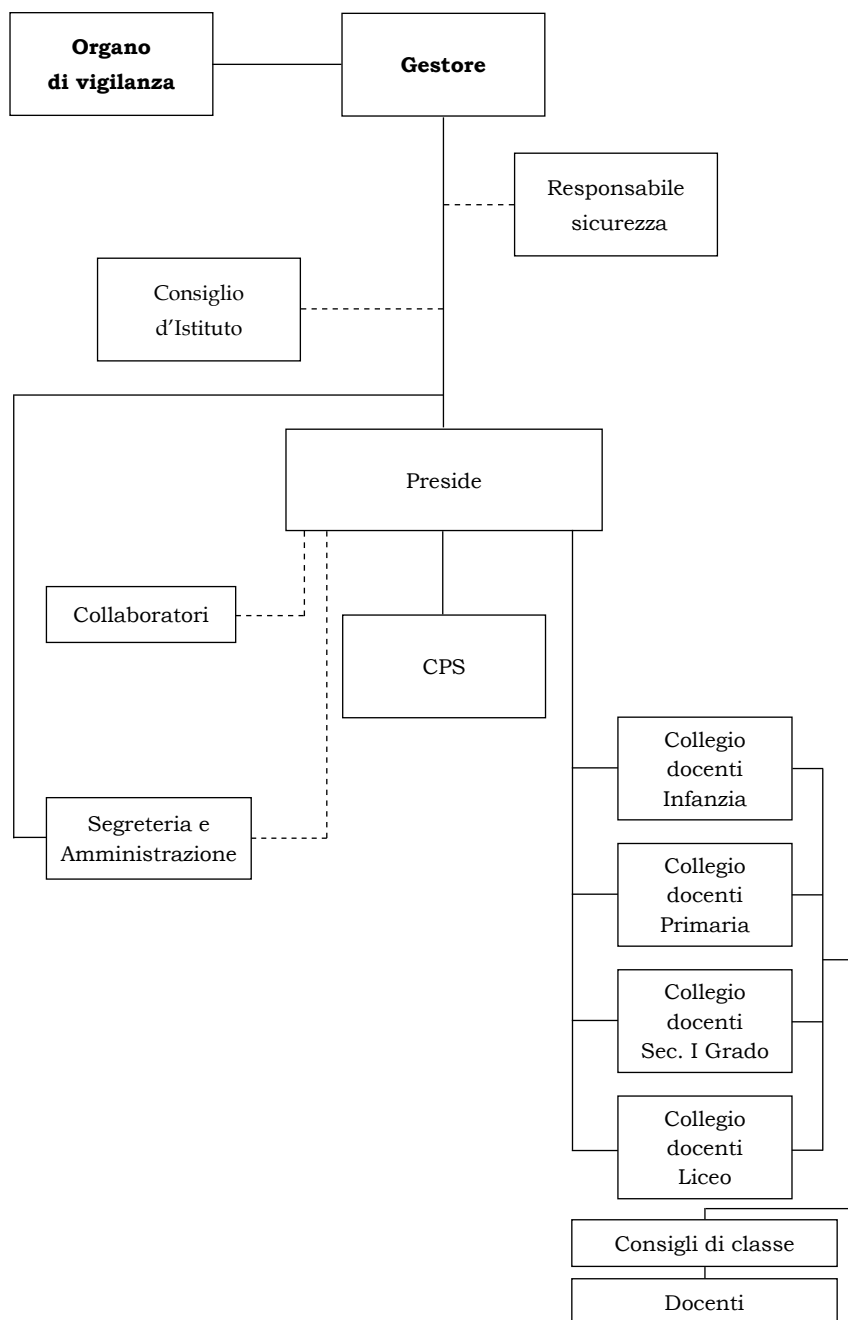 Organo
di vigilanza
Gestore
Responsabile
sicurezza
Consiglio
d’Istituto
Preside
Collaboratori
CPS
Segreteria e
Amministrazione
Collegio
docenti
Infanzia
Collegio
docenti
Primaria
Collegio
docenti
Sec. I Grado
Collegio
docenti
Liceo
Consigli di classe
Docenti